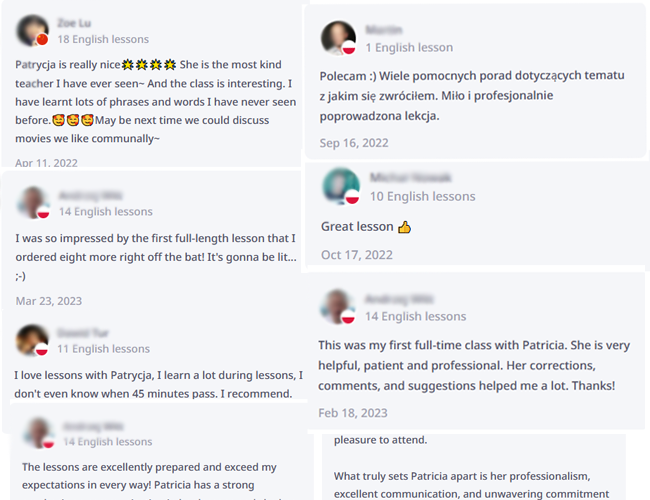 Zoe Lu
18 English lessons
Patrycja is really nice💥💥💥💥 She is the most kind
teacher I have ever seen~ And the class is interesting. I
have learnt lots of phrases and words I have never seen
before.🥰🥰🥰May be next time we could discuss
movies we like communally~
Apr 11, 2022
14 English lessons
I was so impressed by the first full-length lesson that I
ordered eight more right off the bat! It's gonna be lit...
;-)
Mar 23, 2023
11 English lessons
I love lessons with Patrycja, I learn a lot during lessons, I
don't even know when 45 minutes pass. I recommend.
14 English lessons
The lessons are excellently prepared and exceed my
expectations in every way! Patricia has a strong
1 English lesson
Polecam :) Wiele pomocnych porad dotyczących tematu
z jakim się zwróciłem. Miło i profesjonalnie
poprowadzona lekcja.
Sep 16, 2022
10 English lessons
Great lesson 👍
Oct 17, 2022
14 English lessons
This was my first full-time class with Patricia. She is very
helpful, patient and professional. Her corrections,
comments, and suggestions helped me a lot. Thanks!
Feb 18, 2023
pleasure to attend.
What truly sets Patricia apart is her professionalism,
excellent communication, and unwavering commitment